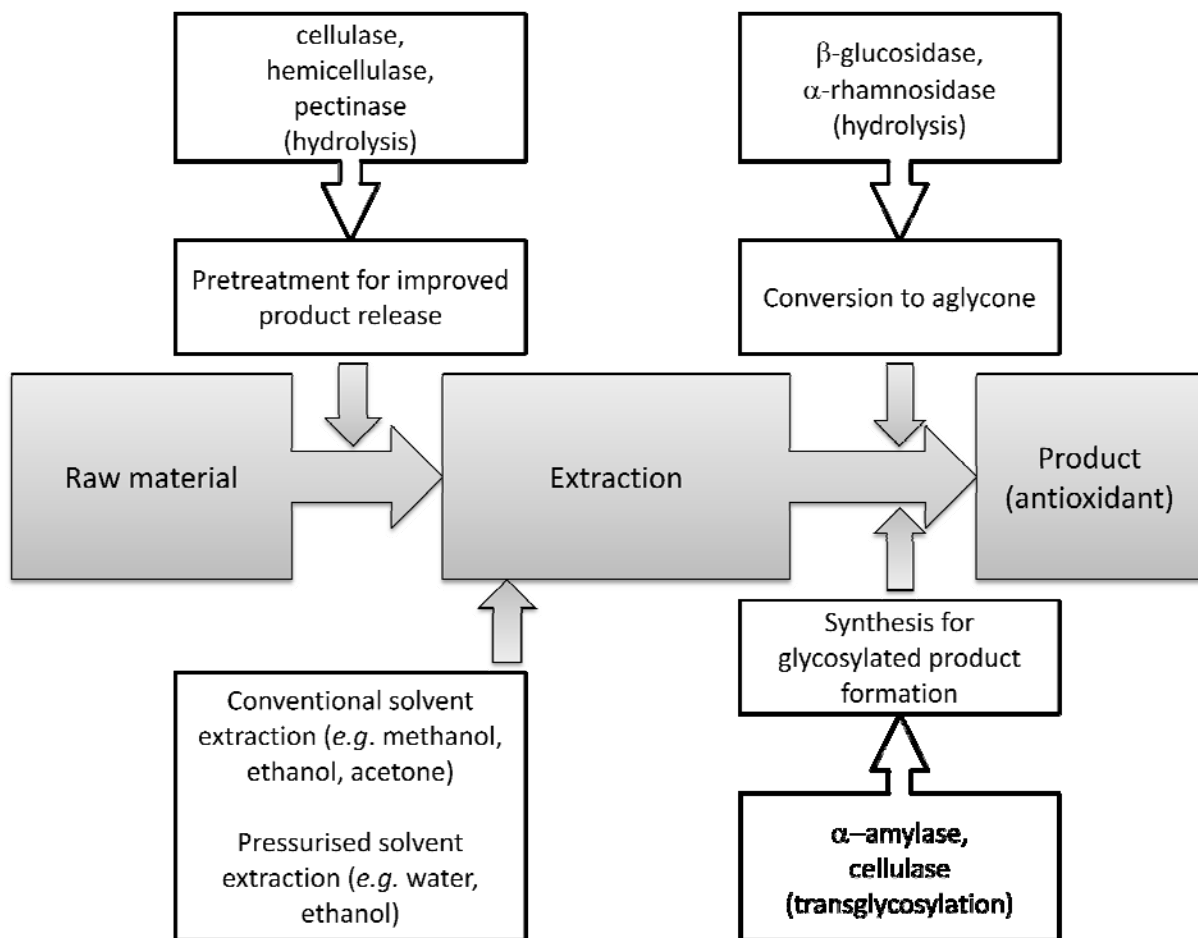 cellulase,
hemicellulase,
pectinase
(hydrolysis)
β-glucosidase,
α-rhamnosidase
(hydrolysis)
Pretreatment for improved
product release
Conversion to aglycone
Raw material
Extraction
Product
(antioxidant)
Conventional solvent
extraction (e.g. methanol,
ethanol, acetone)
Pressurised solvent
extraction (e.g. water,
ethanol)
Synthesis for
glycosylated product
formation
α–amylase,
cellulase
(transglycosylation)